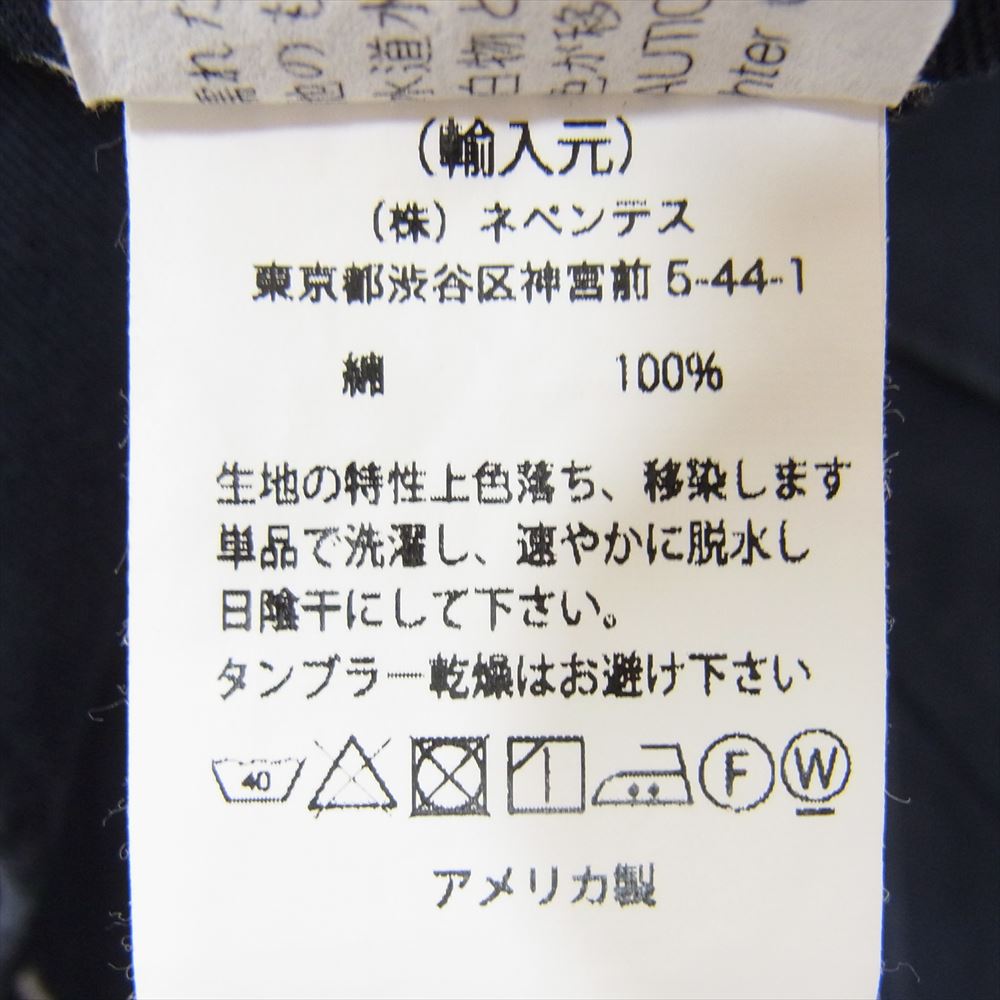 (輸入元)
(株) ネペンテス
東京都渋谷区神宮前 5-44-1
綿 100%
生地の特性上色落ち、移染します
単品で洗濯し、速やかに脱水し
日陰干にして下さい。
タンブラー乾燥はお避け下さい
40 F W
アメリカ製